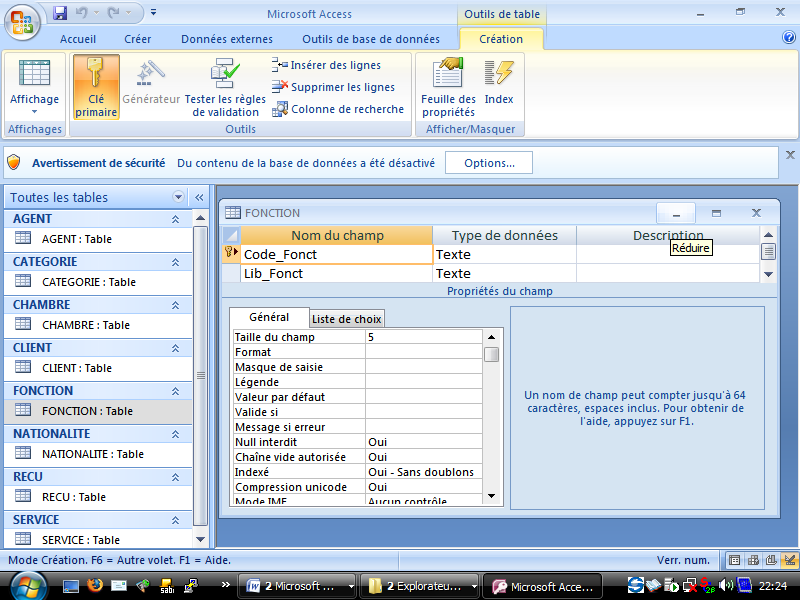 Microsoft Access
Outils de table
Accueil
Créer
Données externes
Outils de base de données
Création
Affichage
Clé
primaire
Générateur
Tester les règles
de validation
Insérer des lignes
Supprimer les lignes
Colonne de recherche
Feuille des
propriétés
Index
Affichages
Outils
Afficher/Masquer
Avertissement de sécurité
Du contenu de la base de données a été désactivé
Options...
Toutes les tables
AGENT
AGENT : Table
CATEGORIE
CATEGORIE : Table
CHAMBRE
CHAMBRE : Table
CLIENT
CLIENT : Table
FONCTION
FONCTION : Table
NATIONALITE
NATIONALITE : Table
RECU
RECU : Table
SERVICE
SERVICE : Table
FONCTION
Nom du champ
Type de données
Description
Réduire
Code_Fonct
Texte
Lib_Fonct
Texte
Propriétés du champ
Général
Liste de choix
Taille du champ
5
Format
Masque de saisie
Légende
Valeur par défaut
Valide si
Message si erreur
Null interdit
Oui
Chaîne vide autorisée
Oui
Indexé
Oui - Sans doublons
Compression unicode
Oui
Mode IME
Aucun contrôle
Un nom de champ peut compter jusqu'à 64
caractères, espaces inclus. Pour obtenir de
l'aide, appuyez sur F1.
Mode Création. F6 = Autre volet. F1 = Aide.
Verr. num.
sabi
2 Microsoft ...
2 Explorateu...
Microsoft Acce...
22:24